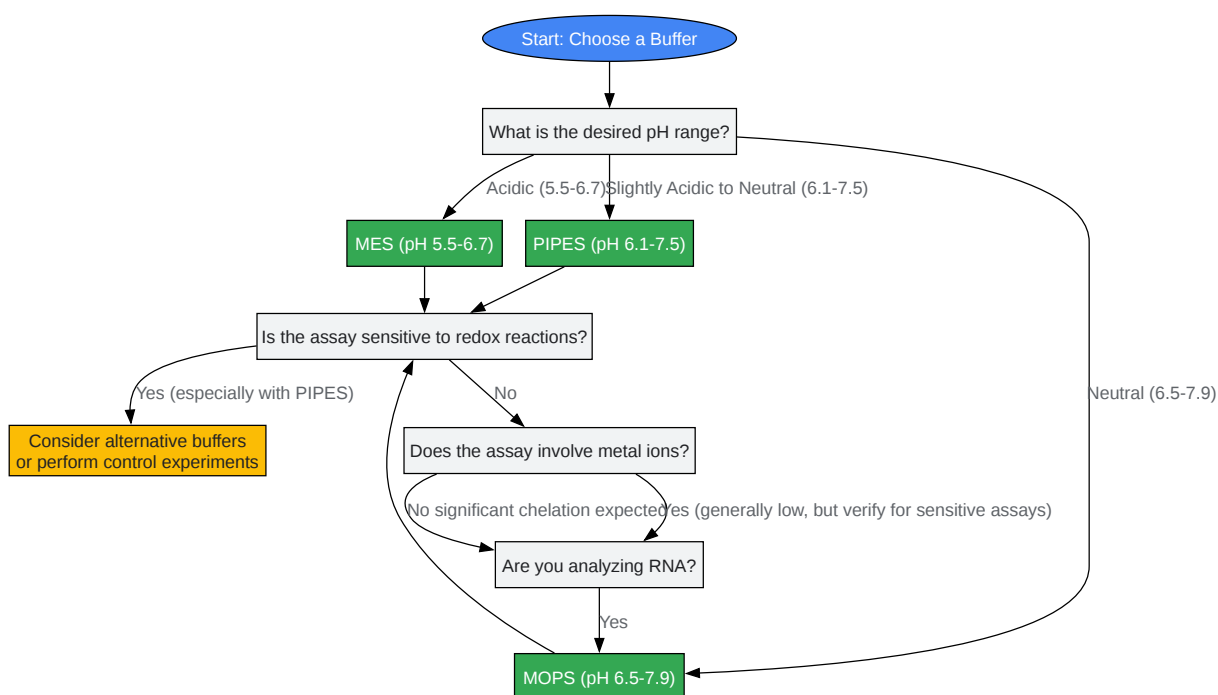 Start: Choose a Buffer
What is the desired pH range?
Acidic (5.5-6.7)
Slightly Acidic to Neutral (6.1-7.5)
MES (pH 5.5-6.7)
PIPES (pH 6.1-7.5)
Is the assay sensitive to redox reactions?
Yes (especially with PIPES)
No
Neutral (6.5-7.9)
Consider alternative buffers
or perform control experiments
Does the assay involve metal ions?
No significant chelation expected
Yes (generally low, but verify for sensitive assays)
Are you analyzing RNA?
Yes
MOPS (pH 6.5-7.9)